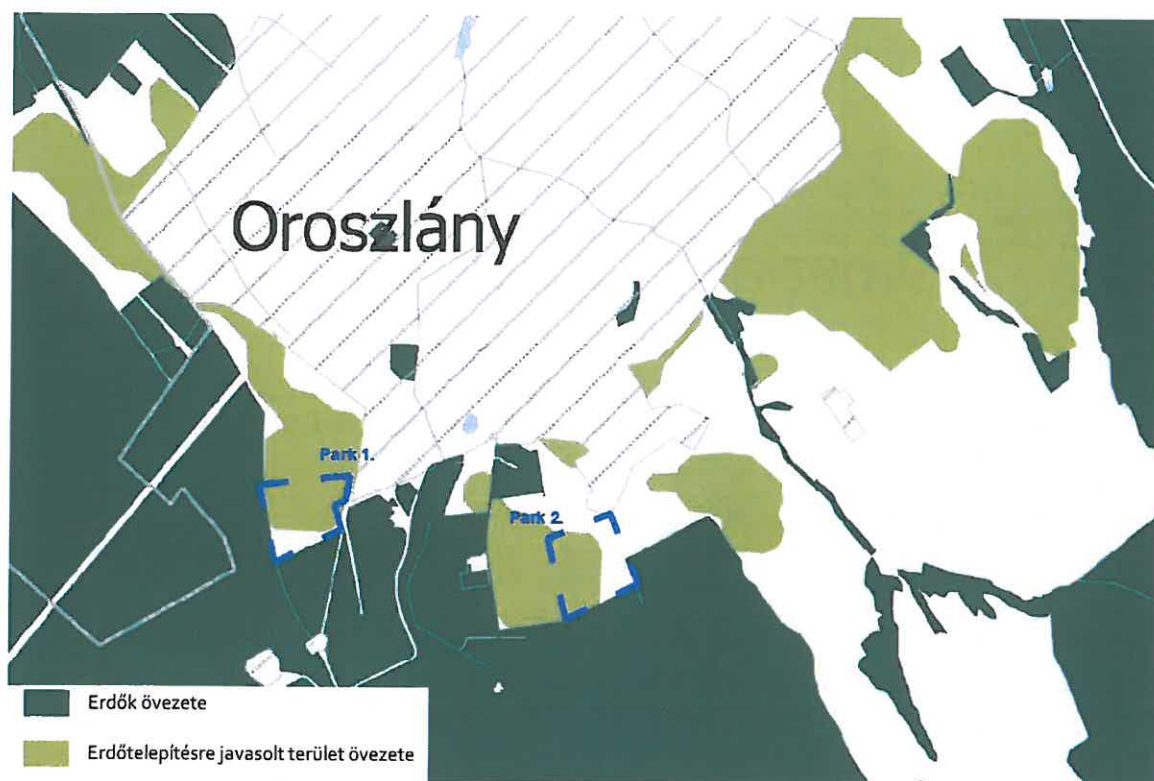 Oroszlány
Park 1.
Park 2.
Erdők övezete
Erdőtelepítésre javasolt terület övezete